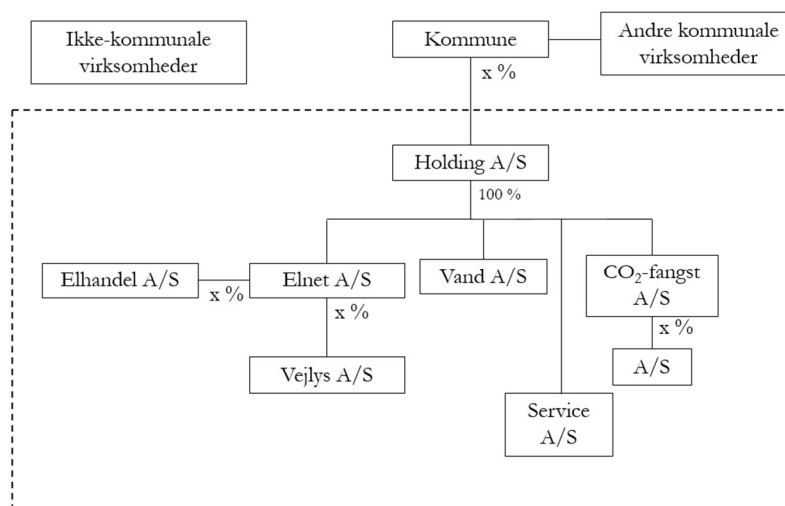 Ikke-kommunale
virksomheder
Kommune
Andre kommunale
virksomheder
x %
Holding A/S
100 %
Elhandel A/S
x %
Elnet A/S
Vand A/S
CO₂-fangst
A/S
x %
x %
Vejlys A/S
A/S
Service
A/S